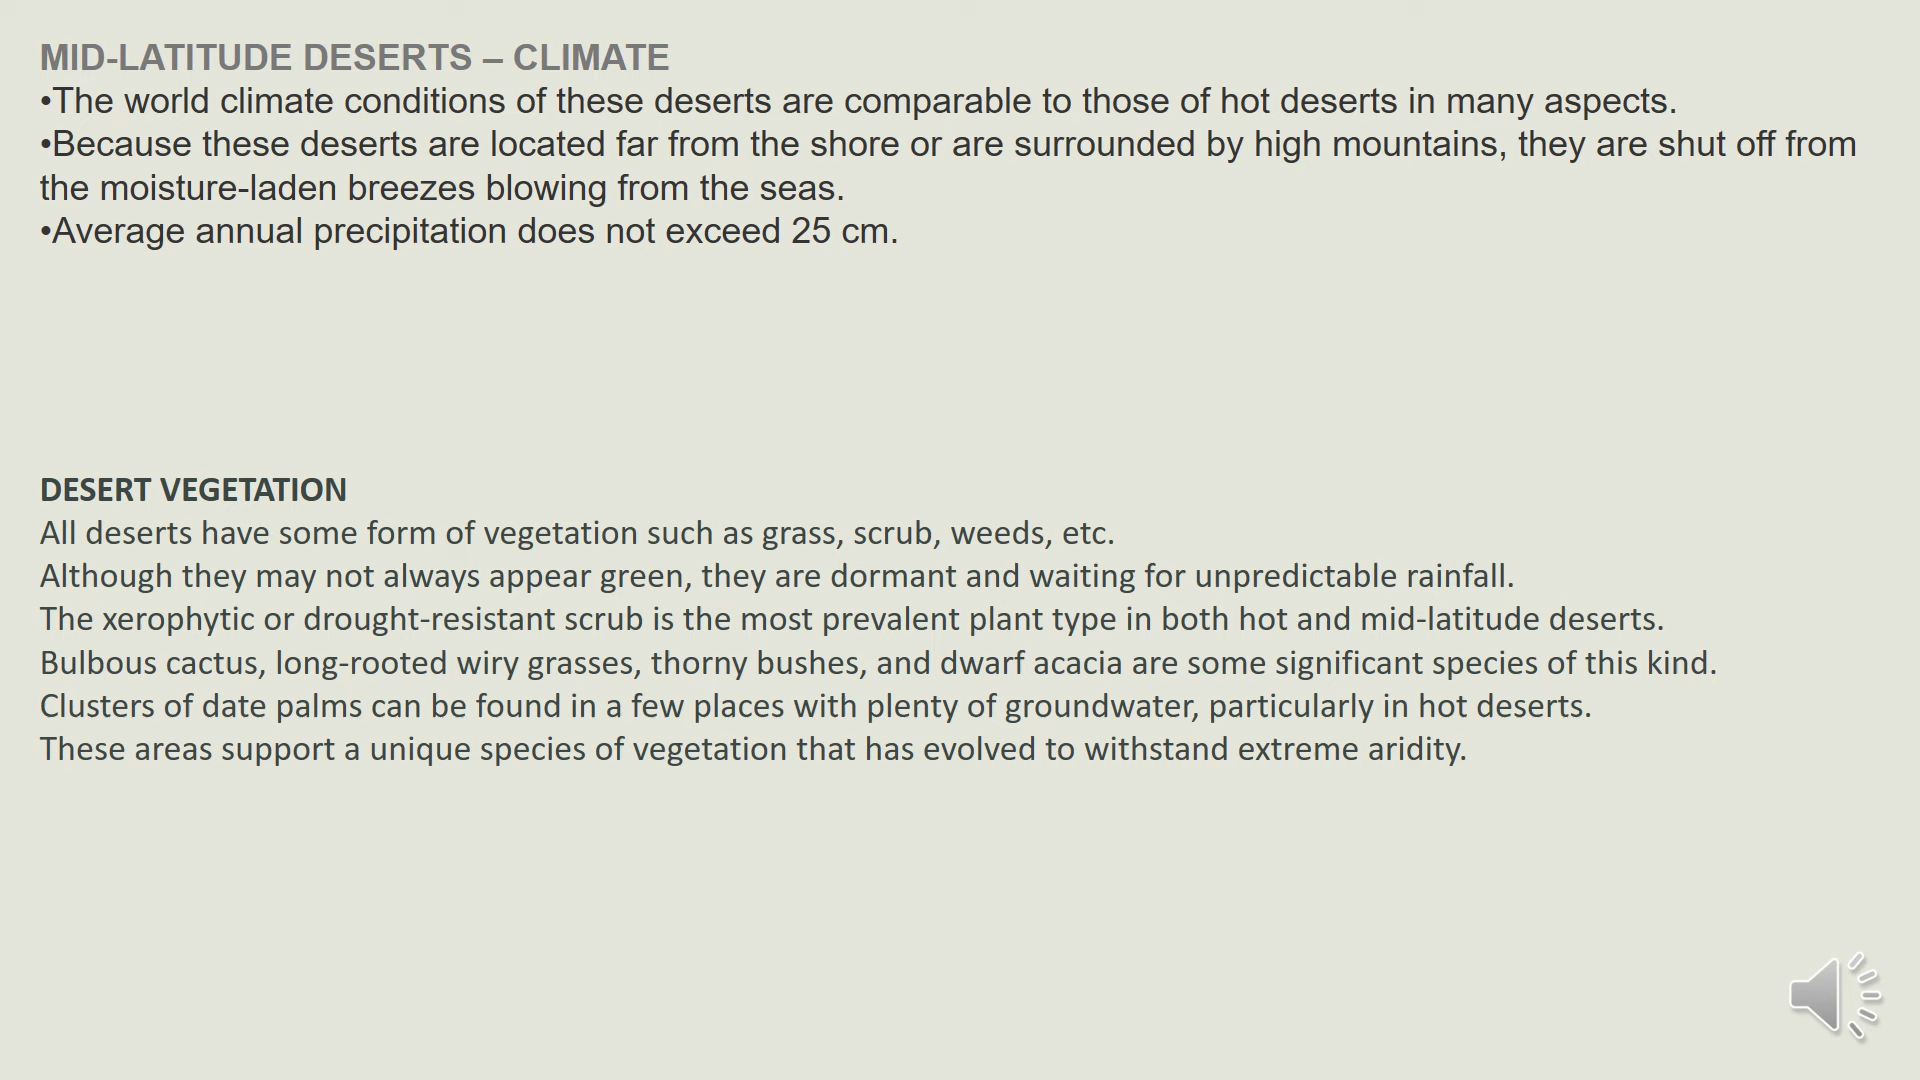 MID-LATITUDE DESERTS – CLIMATE
•The world climate conditions of these deserts are comparable to those of hot deserts in many aspects.
•Because these deserts are located far from the shore or are surrounded by high mountains, they are shut off from
the moisture-laden breezes blowing from the seas.
•Average annual precipitation does not exceed 25 cm.
DESERT VEGETATION
All deserts have some form of vegetation such as grass, scrub, weeds, etc.
Although they may not always appear green, they are dormant and waiting for unpredictable rainfall.
The xerophytic or drought-resistant scrub is the most prevalent plant type in both hot and mid-latitude deserts.
Bulbous cactus, long-rooted wiry grasses, thorny bushes, and dwarf acacia are some significant species of this kind.
Clusters of date palms can be found in a few places with plenty of groundwater, particularly in hot deserts.
These areas support a unique species of vegetation that has evolved to withstand extreme aridity.